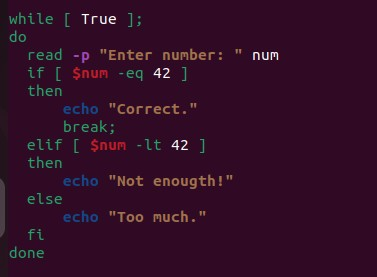 while [ True ];
do
  read -p "Enter number: " num
  if [ $num -eq 42 ]
  then
      echo "Correct."
      break;
  elif [ $num -lt 42 ]
  then
      echo "Not enougth!"
  else
      echo "Too much."
  fi
done